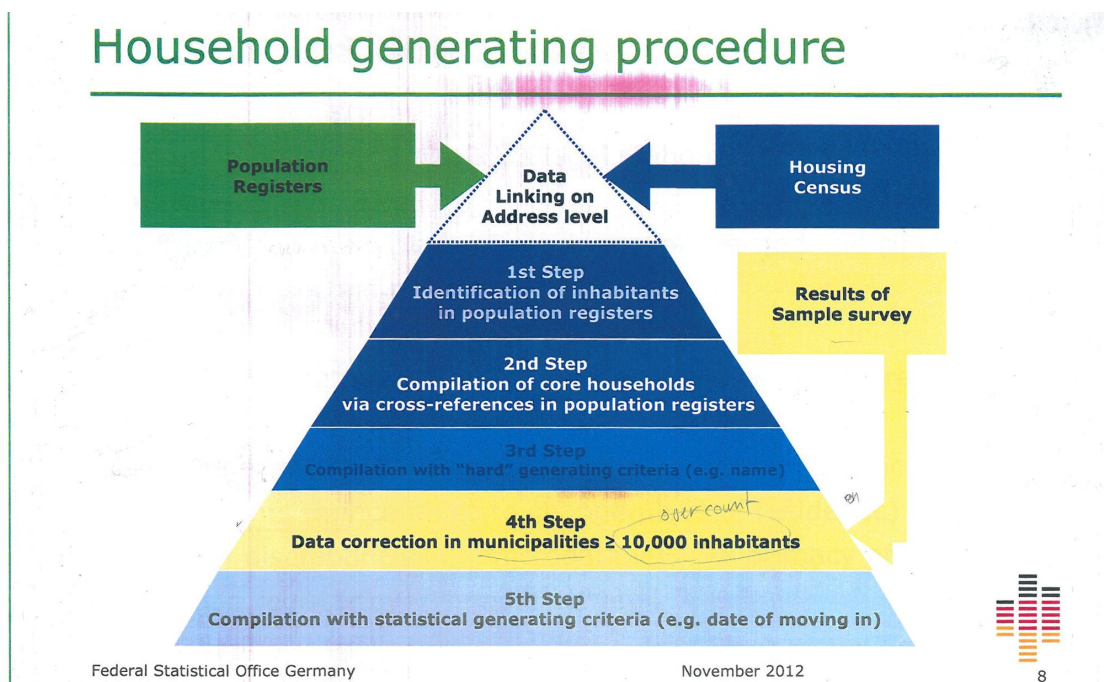 Household generating procedure
Population
Registers
Data
Linking on
Address level
Housing
Census
1st Step
Identification of inhabitants
in population registers
Results of
Sample survey
2nd Step
Compilation of core households
via cross-references in population registers
3rd Step
Compilation with “hard” generating criteria (e.g. name)
over count
4th Step
Data correction in municipalities ≥ 10,000 inhabitants
5th Step
Compilation with statistical generating criteria (e.g. date of moving in)
Federal Statistical Office Germany
November 2012
8